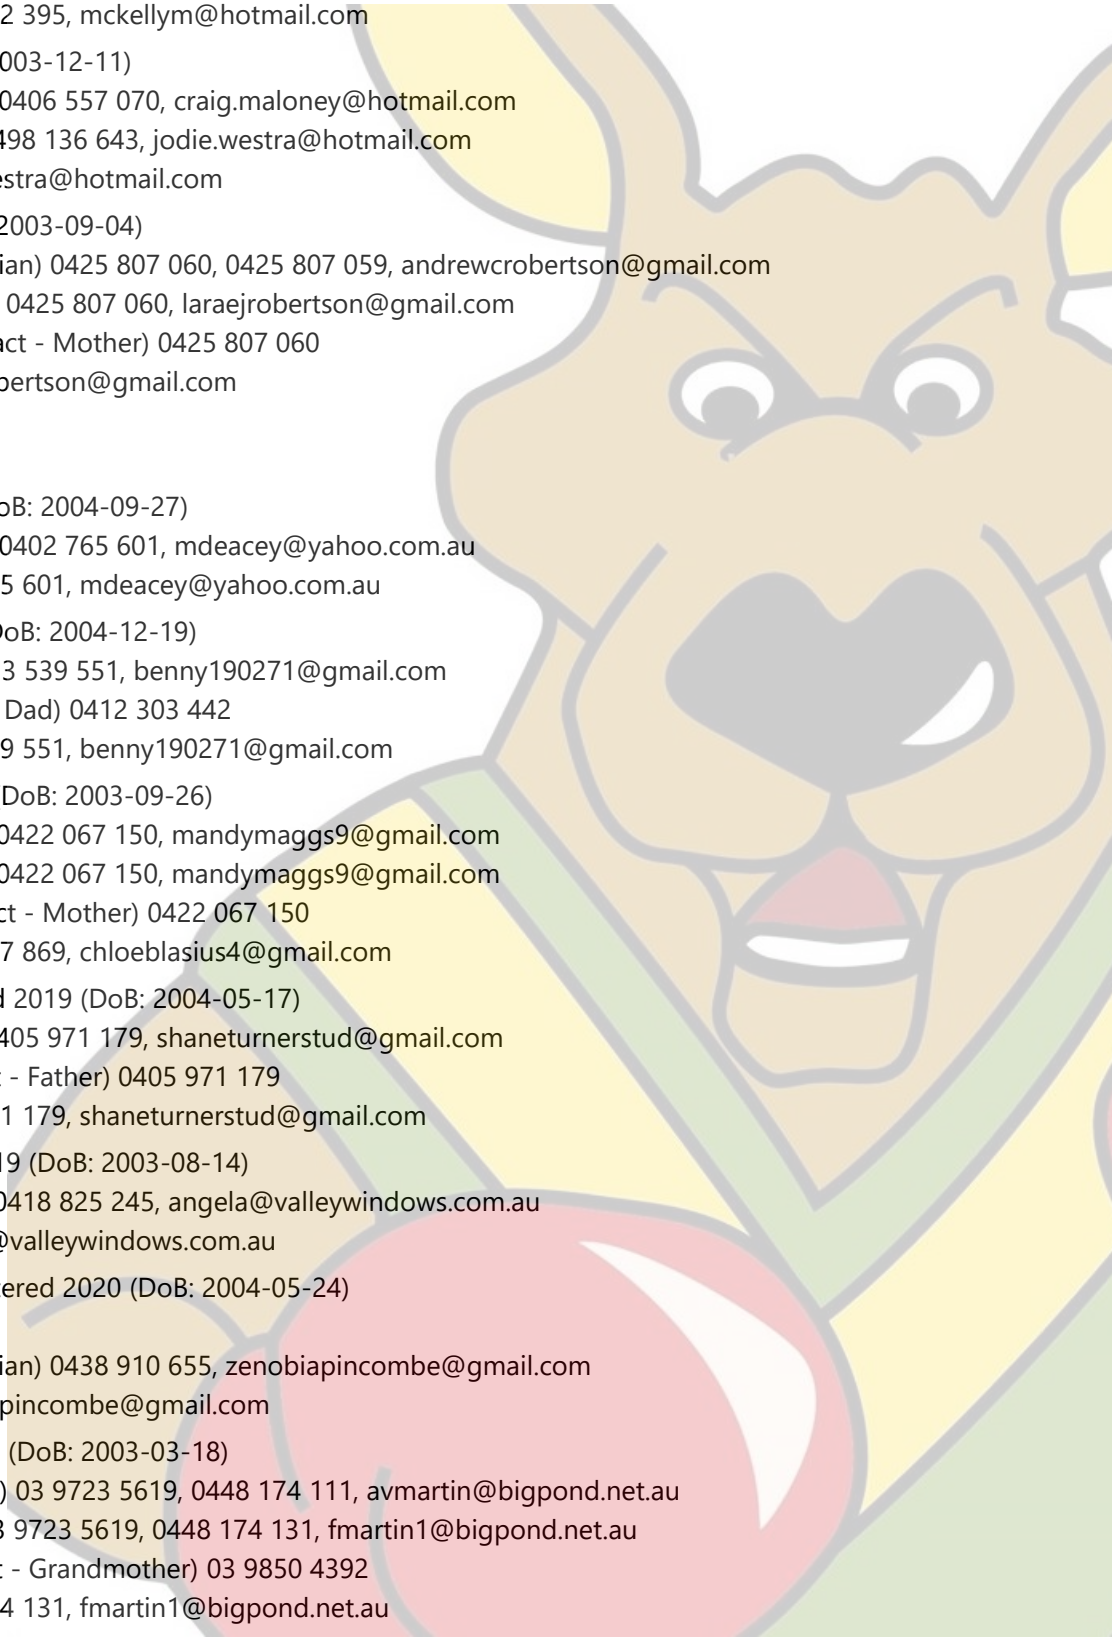 2 395, mckellym@hotmail.com
003-12-11)
0406 557 070, craig.maloney@hotmail.com
498 136 643, jodie.westra@hotmail.com
estra@hotmail.com
2003-09-04)
ian) 0425 807 060, 0425 807 059, andrewcrobertson@gmail.com
0425 807 060, laraejrobertson@gmail.com
act - Mother) 0425 807 060
bertson@gmail.com
oB: 2004-09-27)
0402 765 601, mdeacey@yahoo.com.au
5 601, mdeacey@yahoo.com.au
DoB: 2004-12-19)
3 539 551, benny190271@gmail.com
Dad) 0412 303 442
9 551, benny190271@gmail.com
(DoB: 2003-09-26)
0422 067 150, mandymaggs9@gmail.com
0422 067 150, mandymaggs9@gmail.com
ct - Mother) 0422 067 150
7 869, chloeblasius4@gmail.com
d 2019 (DoB: 2004-05-17)
405 971 179, shaneturnerstud@gmail.com
t - Father) 0405 971 179
1 179, shaneturnerstud@gmail.com
19 (DoB: 2003-08-14)
0418 825 245, angela@valleywindows.com.au
@valleywindows.com.au
tered 2020 (DoB: 2004-05-24)
ian) 0438 910 655, zenobiapincombe@gmail.com
pincombe@gmail.com
(DoB: 2003-03-18)
) 03 9723 5619, 0448 174 111, avmartin@bigpond.net.au
3 9723 5619, 0448 174 131, fmartin1@bigpond.net.au
t - Grandmother) 03 9850 4392
4 131, fmartin1@bigpond.net.au